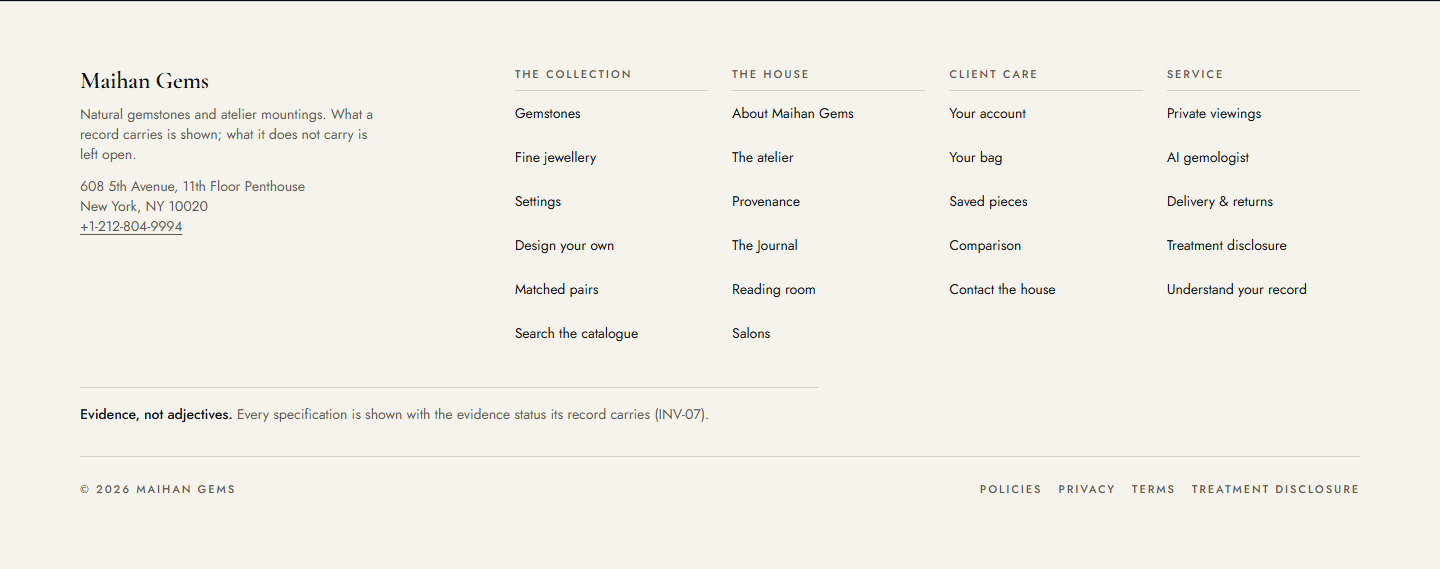 Maihan Gems
Natural gemstones and atelier mountings. What a
record carries is shown; what it does not carry is
left open.
608 5th Avenue, 11th Floor Penthouse
New York, NY 10020
+1-212-804-9994
THE COLLECTION
Gemstones
Fine jewellery
Settings
Design your own
Matched pairs
Search the catalogue
THE HOUSE
About Maihan Gems
The atelier
Provenance
The Journal
Reading room
Salons
CLIENT CARE
Your account
Your bag
Saved pieces
Comparison
Contact the house
SERVICE
Private viewings
AI gemologist
Delivery & returns
Treatment disclosure
Understand your record
Evidence, not adjectives. Every specification is shown with the evidence status its record carries (INV-07).
© 2026 MAIHAN GEMS
POLICIES PRIVACY TERMS TREATMENT DISCLOSURE